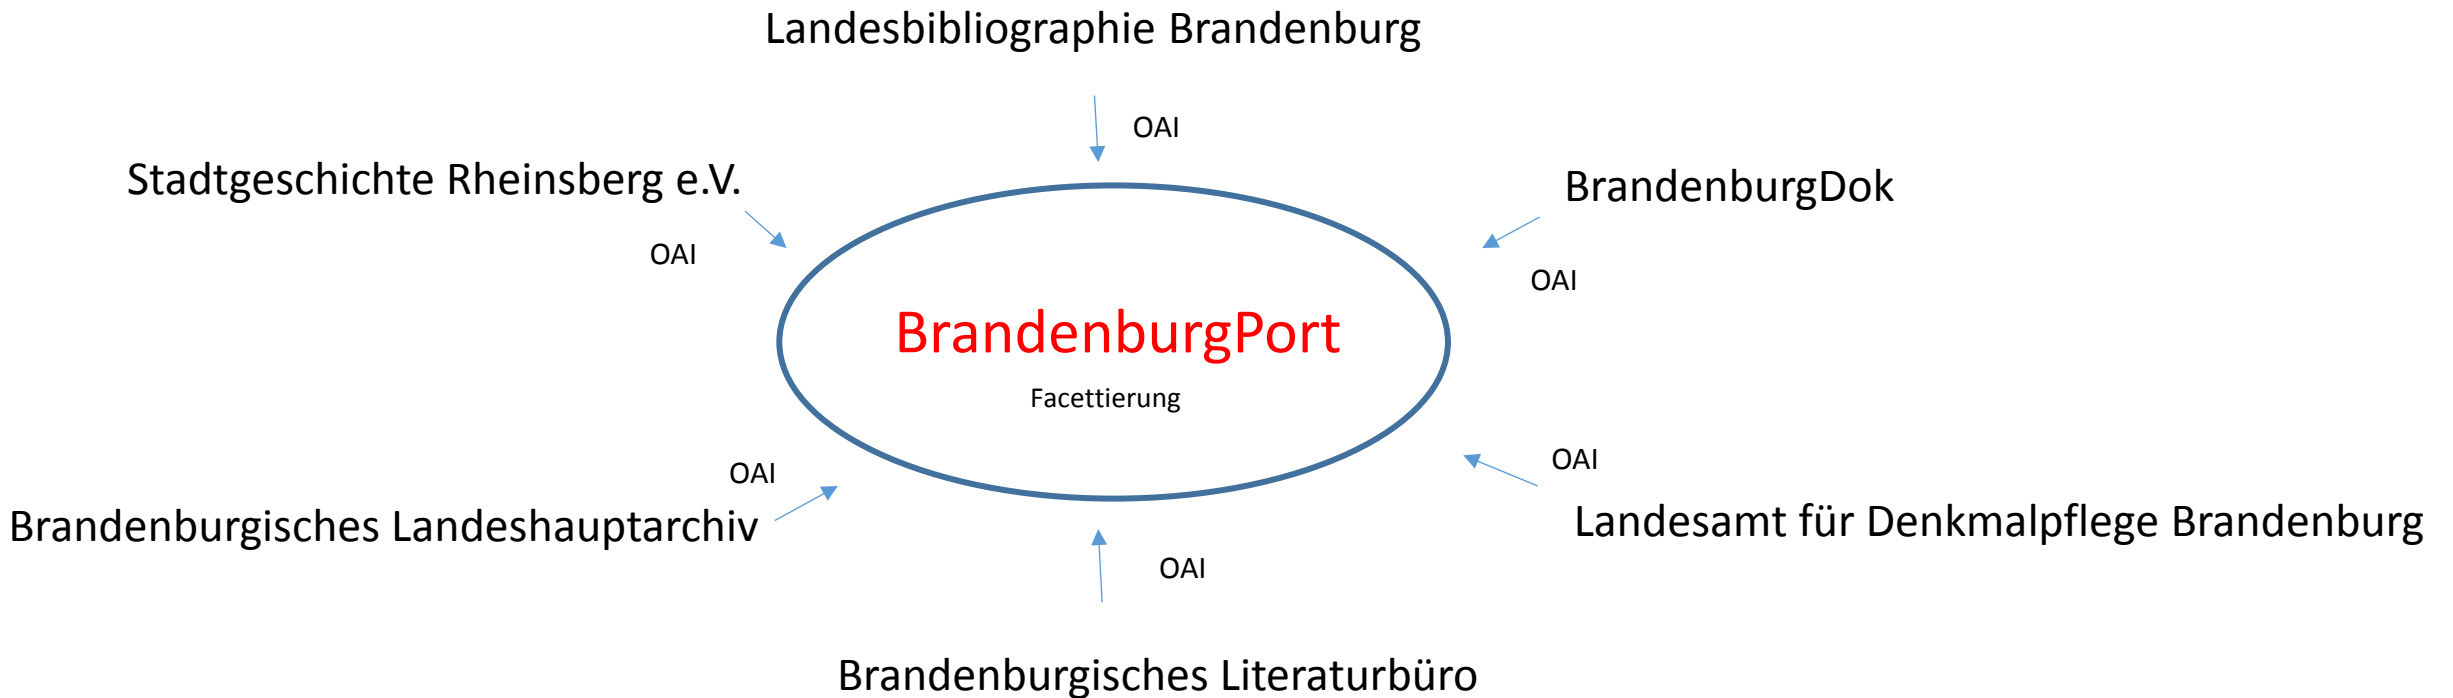 Landesbibliographie Brandenburg
OAI
Stadtgeschichte Rheinsberg e.V.
OAI
BrandenburgDok
OAI
BrandenburgPort
Facettierung
OAI
Brandenburgisches Landeshauptarchiv
OAI
Landesamt für Denkmalpflege Brandenburg
OAI
Brandenburgisches Literaturbüro